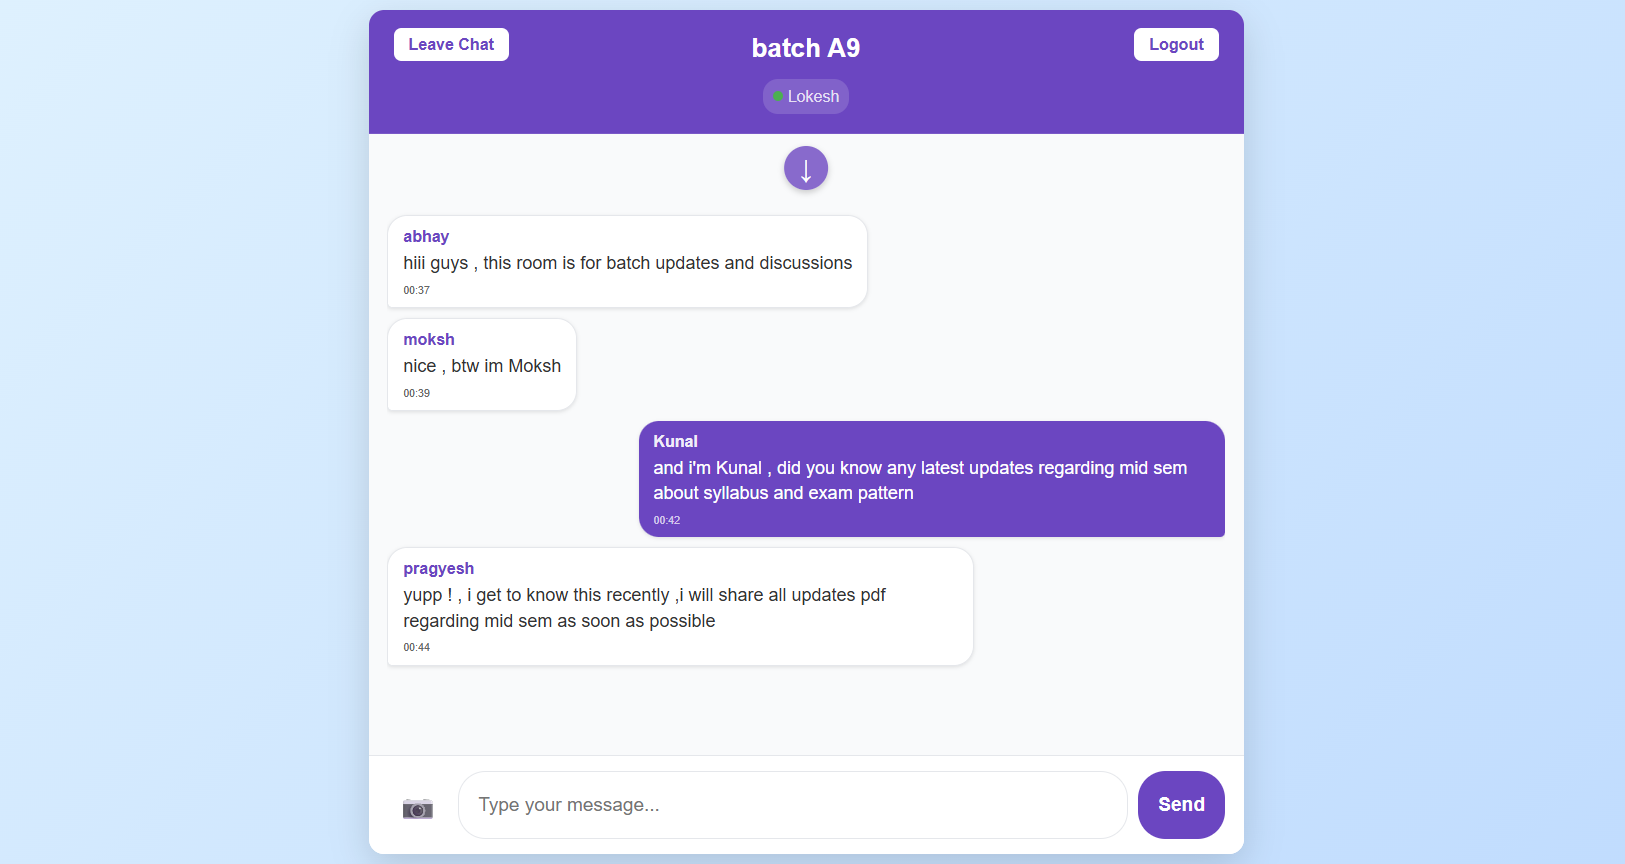 Leave Chat
batch A9
Logout
Lokesh
↓
abhay
hiii guys , this room is for batch updates and discussions
00:37
moksh
nice , btw im Moksh
00:39
Kunal
and i'm Kunal , did you know any latest updates regarding mid sem
about syllabus and exam pattern
00:42
pragyesh
yupp ! , i get to know this recently ,i will share all updates pdf
regarding mid sem as soon as possible
00:44
Type your message...
Send